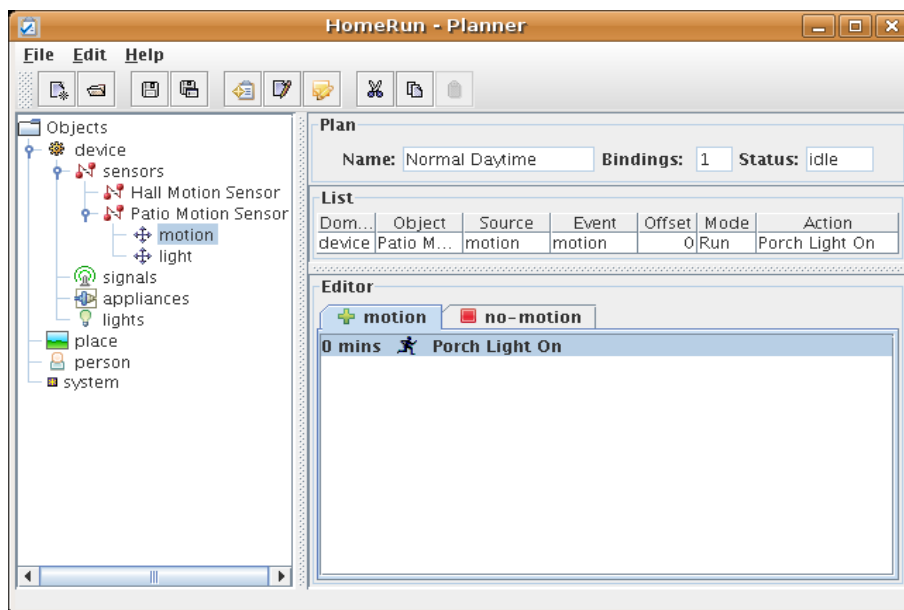 HomeRun - Planner
File Edit Help
Objects
device
sensors
Hall Motion Sensor
Patio Motion Sensor
motion
light
signals
appliances
lights
place
person
system
Plan
Name: Normal Daytime Bindings: 1 Status: idle
List
Dom... Object Source Event Offset Mode Action
device Patio M... motion motion 0 Run Porch Light On
Editor
motion no-motion
0 mins Porch Light On